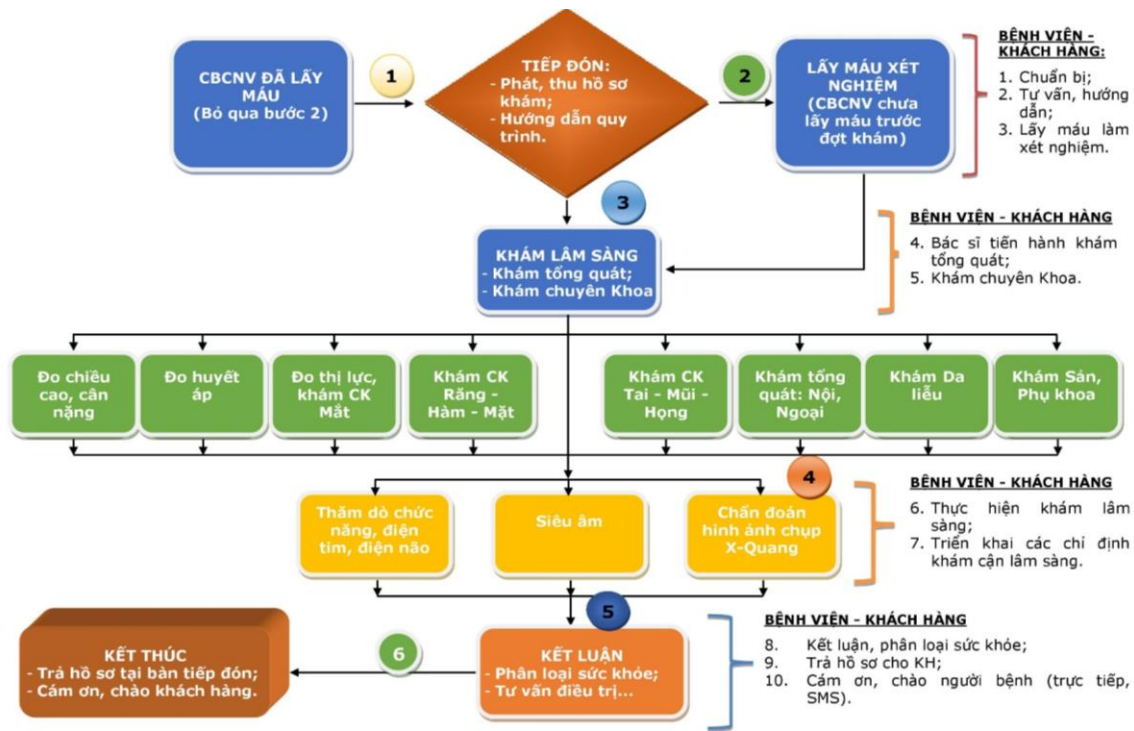 CBCNV ĐÃ LẤY
MÁU
(Bỏ qua bước 2)
1
TIẾP ĐÓN:
- Phát, thu hồ sơ
khám;
- Hướng dẫn quy
trình.
2
LẤY MÁU XÉT
NGHIỆM
(CBCNV chưa
lấy máu trước
đợt khám)
BỆNH VIỆN -
KHÁCH HÀNG:
1. Chuẩn bị;
2. Tư vấn, hướng
dẫn;
3. Lấy máu làm
xét nghiệm.
3
KHÁM LÂM SÀNG
- Khám tổng quát;
- Khám chuyên Khoa
BỆNH VIỆN - KHÁCH HÀNG
4. Bác sĩ tiến hành khám
tổng quát;
5. Khám chuyên Khoa.
Đo chiều
cao, cân
nặng
Đo huyết
áp
Đo thị lực,
khám CK
Mắt
Khám CK
Răng -
Hàm - Mặt
Khám CK
Tai - Mũi -
Họng
Khám tổng
quát: Nội,
Ngoại
Khám Da
liễu
Khám Sản,
Phụ khoa
4
Thăm dò chức
năng, điện
tim, điện não
Siêu âm
Chẩn đoán
hình ảnh chụp
X-Quang
BỆNH VIỆN - KHÁCH HÀNG
6. Thực hiện khám lâm
sàng;
7. Triển khai các chỉ định
khám cận lâm sàng.
5
KẾT LUẬN
- Phân loại sức khỏe;
- Tư vấn điều trị...
6
KẾT THÚC
- Trả hồ sơ tại bàn tiếp đón;
- Cám ơn, chào khách hàng.
BỆNH VIỆN - KHÁCH HÀNG
8. Kết luận, phân loại sức khỏe;
9. Trả hồ sơ cho KH;
10. Cám ơn, chào người bệnh (trực tiếp,
SMS).